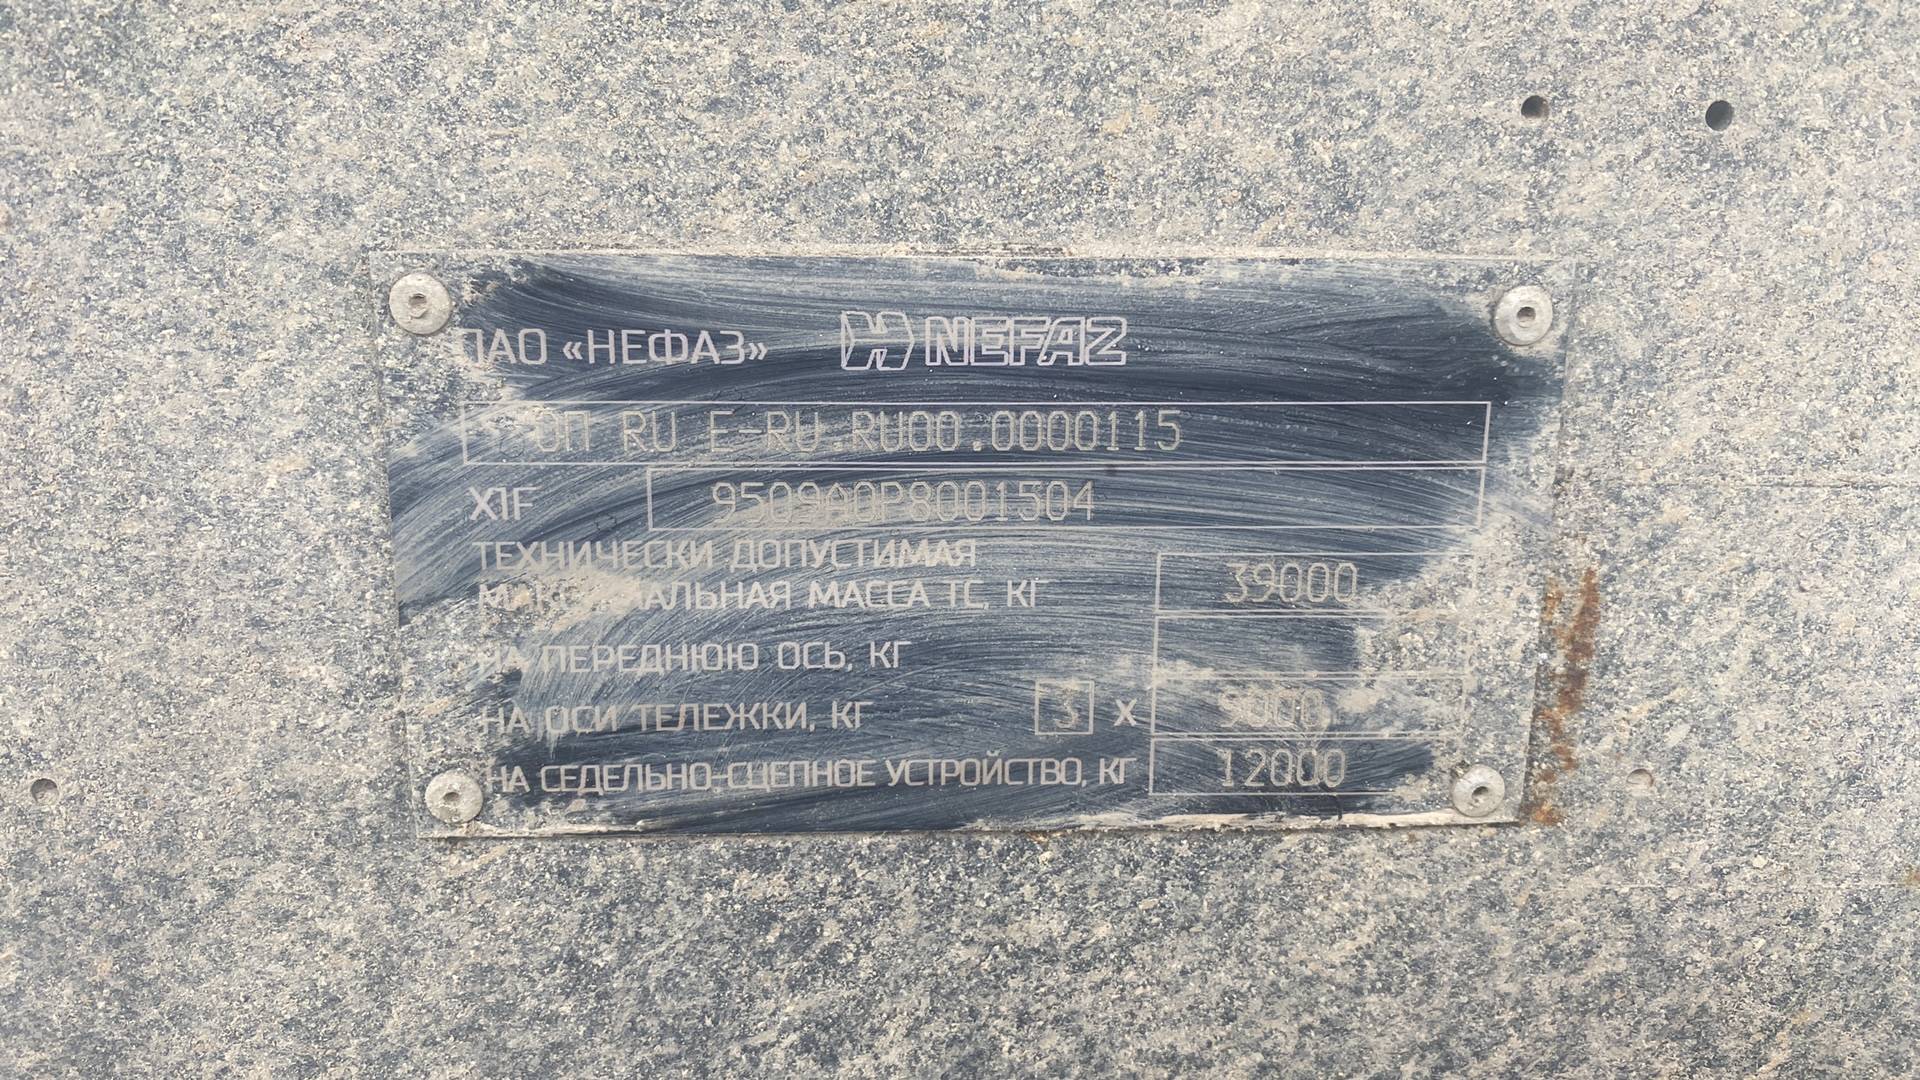 ПАО «НЕФАЗ» NEFAZ
RU E-RU.RU00.0000115
X1F 9509A0P8001504
ТЕХНИЧЕСКИ ДОПУСТИМАЯ
МАКСИМАЛЬНАЯ МАССА ТС, КГ 39000
НА ПЕРЕДНЮЮ ОСЬ, КГ
НА ОСИ ТЕЛЕЖКИ, КГ 3 X 9000
НА СЕДЕЛЬНО-СЦЕПНОЕ УСТРОЙСТВО, КГ 12000